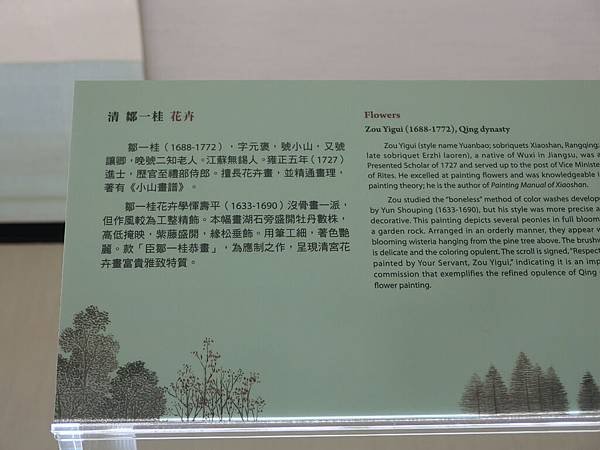 清 鄒一桂 花卉
鄒一桂（1688-1772），字元褒，號小山，又號
讓卿，晚號二知老人。江蘇無錫人。雍正五年（1727）
進士，歷官至禮部侍郎。擅長花卉畫，並精通畫理，
著有《小山畫譜》。
鄒一桂花卉學惲壽平（1633-1690）沒骨畫一派，
但作風較為工整精飾。本幅畫湖石旁盛開牡丹數株，
高低掩映，紫藤盛開，緣松垂飾。用筆工細，著色艷
麗。款「臣鄒一桂恭畫」，為應制之作，呈現清宮花
卉畫富貴雅致特質。
Flowers
Zou Yigui (1688-1772), Qing dynasty
Zou Yigui (style name Yuanbao; sobriquets Xiaoshan, Rangqing;
late sobriquet Erzhi laoren), a native of Wuxi in Jiangsu, was a
Presented Scholar of 1727 and served up to the post of Vice Ministe
of Rites. He excelled at painting flowers and was knowledgeable i
painting theory; he is the author of Painting Manual of Xiaoshan.
Zou studied the "boneless" method of color washes develope
by Yun Shouping (1633-1690), but his style was more precise a
decorative. This painting depicts several peonies in full bloom
a garden rock. Arranged in an orderly manner, they appear w
blooming wisteria hanging from the pine tree above. The brushw
is delicate and the coloring opulent. The scroll is signed, "Respect
painted by Your Servant, Zou Yigui," indicating it is an imp
commission that exemplifies the refined opulence of Qing
flower painting.